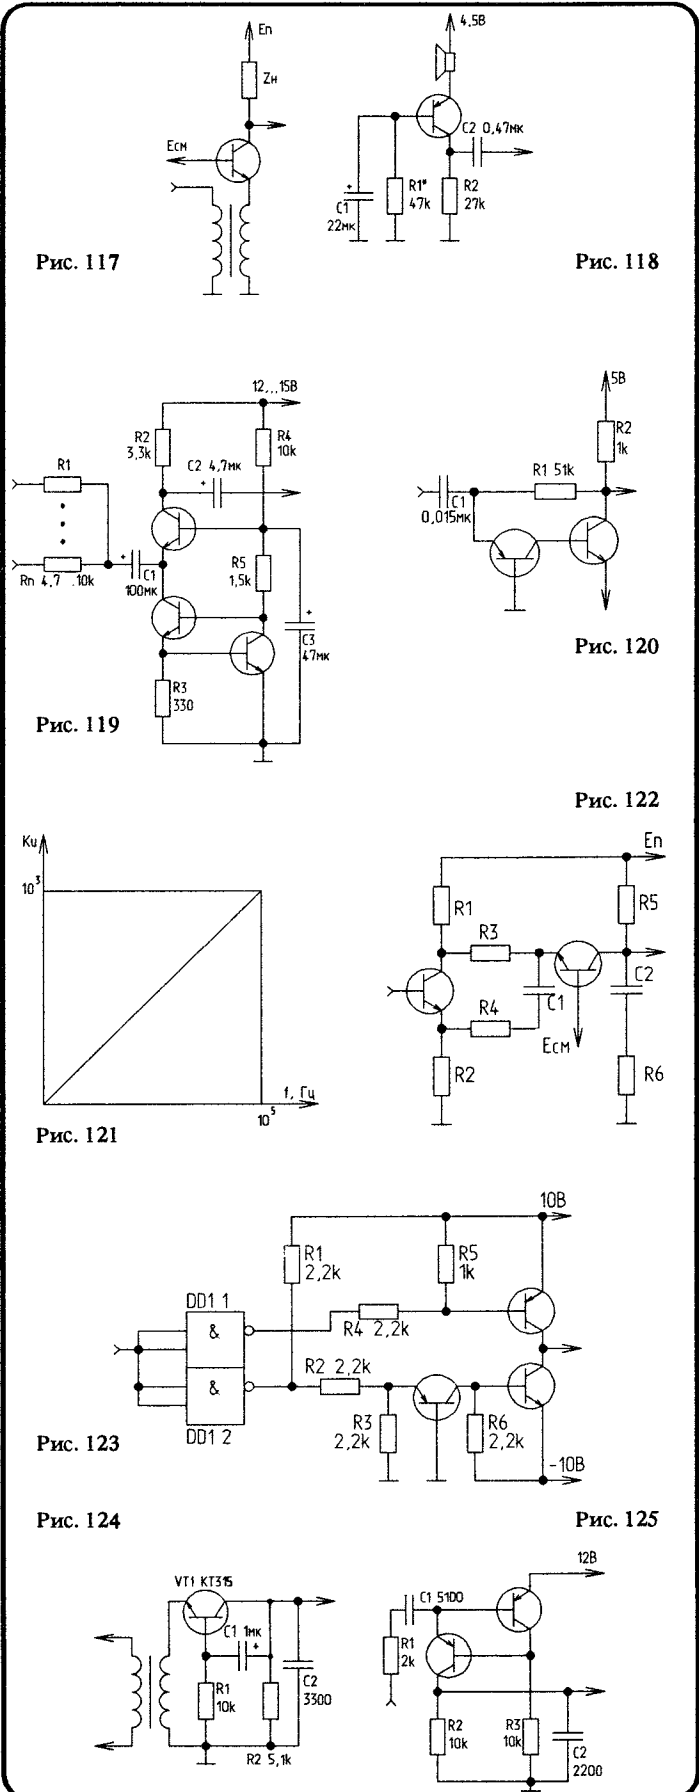 Еп
Zн
Есм
Рис. 117
4,5В
C2 0,47мк
R1*
47k
R2
27k
C1
22мк
Рис. 118
12...15В
R2
3,3k
R4
10k
C2 4,7мк
R1
Rn 4,7 ..10k
C1
100мк
R5
1,5k
C3
47мк
R3
330
Рис. 119
5В
R2
1k
R1 51k
C1
0,015мк
Рис. 120
Ku
10³
f, Гц
10⁵
Рис. 121
Рис. 122
Еп
R1
R5
R3
C2
C1
R4
Есм
R2
R6
10В
R1
2,2k
R5
1k
DD1 1
&
R4 2,2k
R2 2,2k
&
R3
2,2k
R6
2,2k
DD1 2
-10В
Рис. 123
Рис. 124
VT1 КТ315
C1 1мк
R1
10k
C2
3300
R2 5,1k
Рис. 125
12В
C1 5100
R1
2k
R2
10k
R3
10k
C2
2200